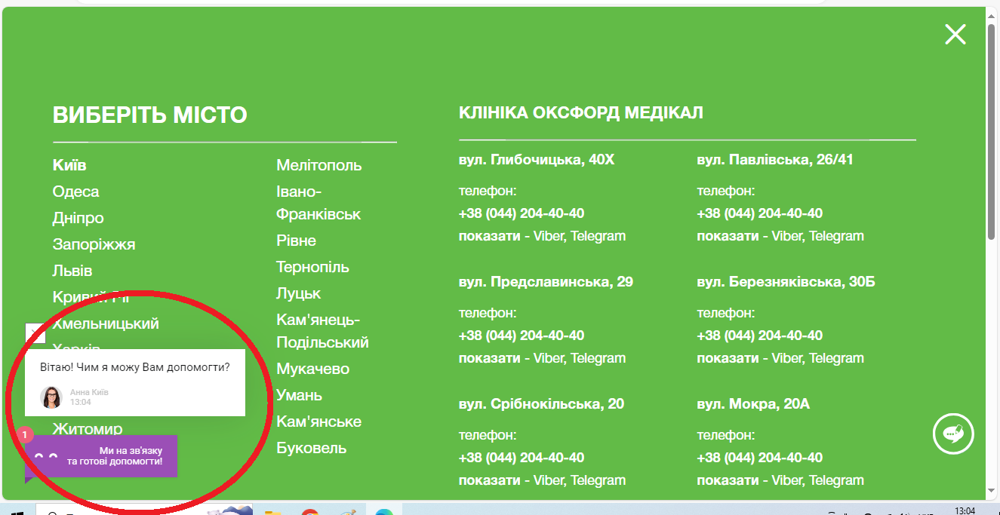 ВИБЕРІТЬ МІСТО
Київ
Одеса
Дніпро
Запоріжжя
Львів
Кривий Ріг
Хмельницький
Харків
Житомир
Мелітополь
Івано-
Франківськ
Рівне
Тернопіль
Луцьк
Кам'янець-
Подільський
Мукачево
Умань
Кам'янське
Буковель
Вітаю! Чим я можу Вам допомогти?
Анна Київ
13:04
1
Ми на зв'язку
та готові допомогти!
КЛІНІКА ОКСФОРД МЕДІКАЛ
вул. Глибочицька, 40Х
телефон:
+38 (044) 204-40-40
показати - Viber, Telegram
вул. Павлівська, 26/41
телефон:
+38 (044) 204-40-40
показати - Viber, Telegram
вул. Предславинська, 29
телефон:
+38 (044) 204-40-40
показати - Viber, Telegram
вул. Березняківська, 30Б
телефон:
+38 (044) 204-40-40
показати - Viber, Telegram
вул. Срібнокільська, 20
телефон:
+38 (044) 204-40-40
показати - Viber, Telegram
вул. Мокра, 20А
телефон:
+38 (044) 204-40-40
показати - Viber, Telegram
13:04